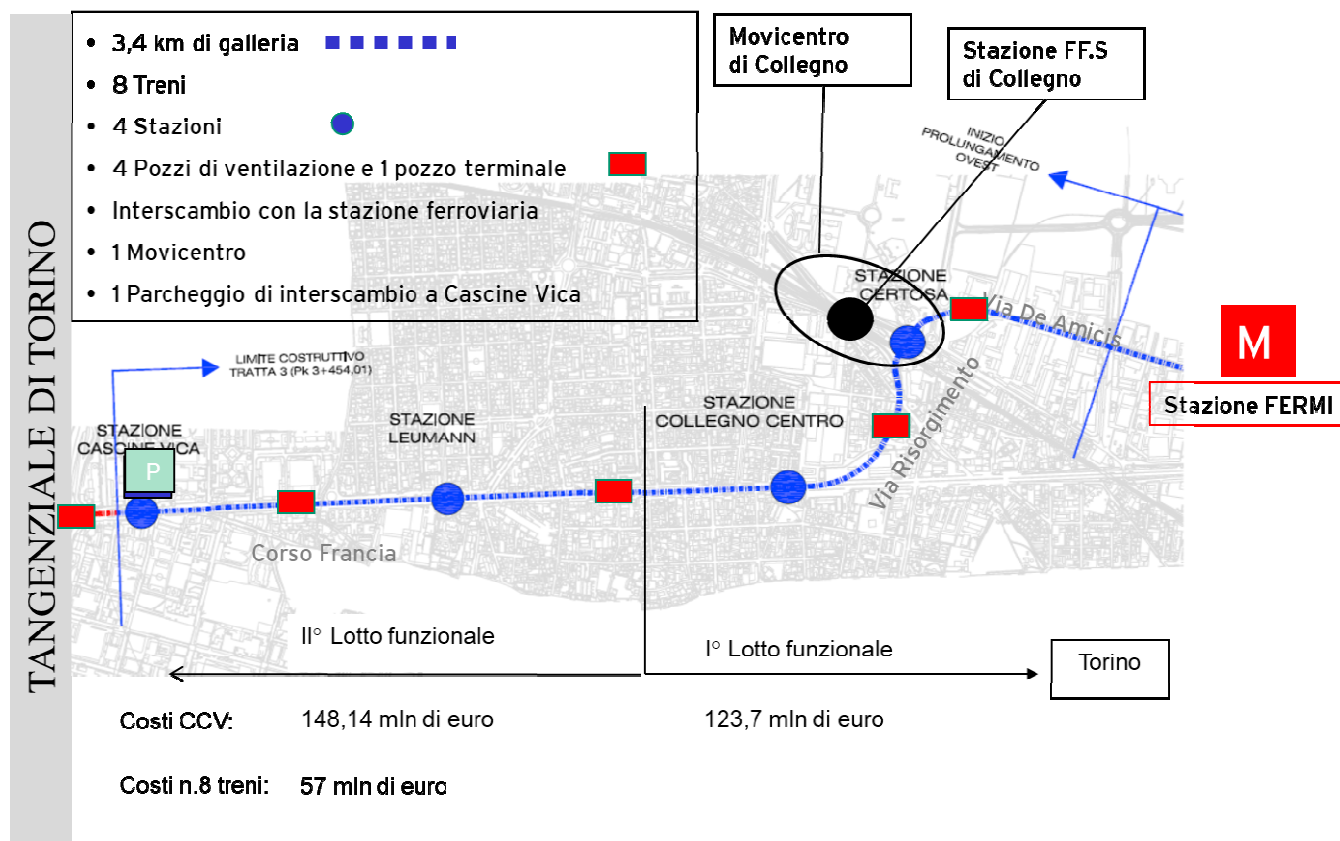 TANGENZIALE DI TORINO
• 3,4 km di galleria
• 8 Treni
• 4 Stazioni
• 4 Pozzi di ventilazione e 1 pozzo terminale
• Interscambio con la stazione ferroviaria
• 1 Movicentro
• 1 Parcheggio di interscambio a Cascine Vica
Movicentro
di Collegno
Stazione FF.S
di Collegno
INIZIO
PROLUNGAMENTO
OVEST
STAZIONE
CERTOSA
Via De Amicis
M
Stazione FERMI
LIMITE COSTRUTTIVO
TRATTA 3 (Pk 3+454,01)
STAZIONE
CASCINE VICA
P
STAZIONE
LEUMANN
STAZIONE
COLLEGNO CENTRO
Via Risorgimento
Corso Francia
II° Lotto funzionale
I° Lotto funzionale
Torino
Costi CCV: 148,14 mln di euro 123,7 mln di euro
Costi n.8 treni: 57 mln di euro